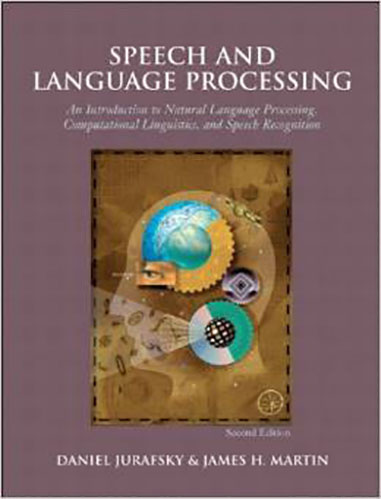 SPEECH AND
LANGUAGE PROCESSING
An Introduction to Natural Language Processing,
Computational Linguistics, and Speech Recognition
Second Edition
DANIEL JURAFSKY & JAMES H. MARTIN